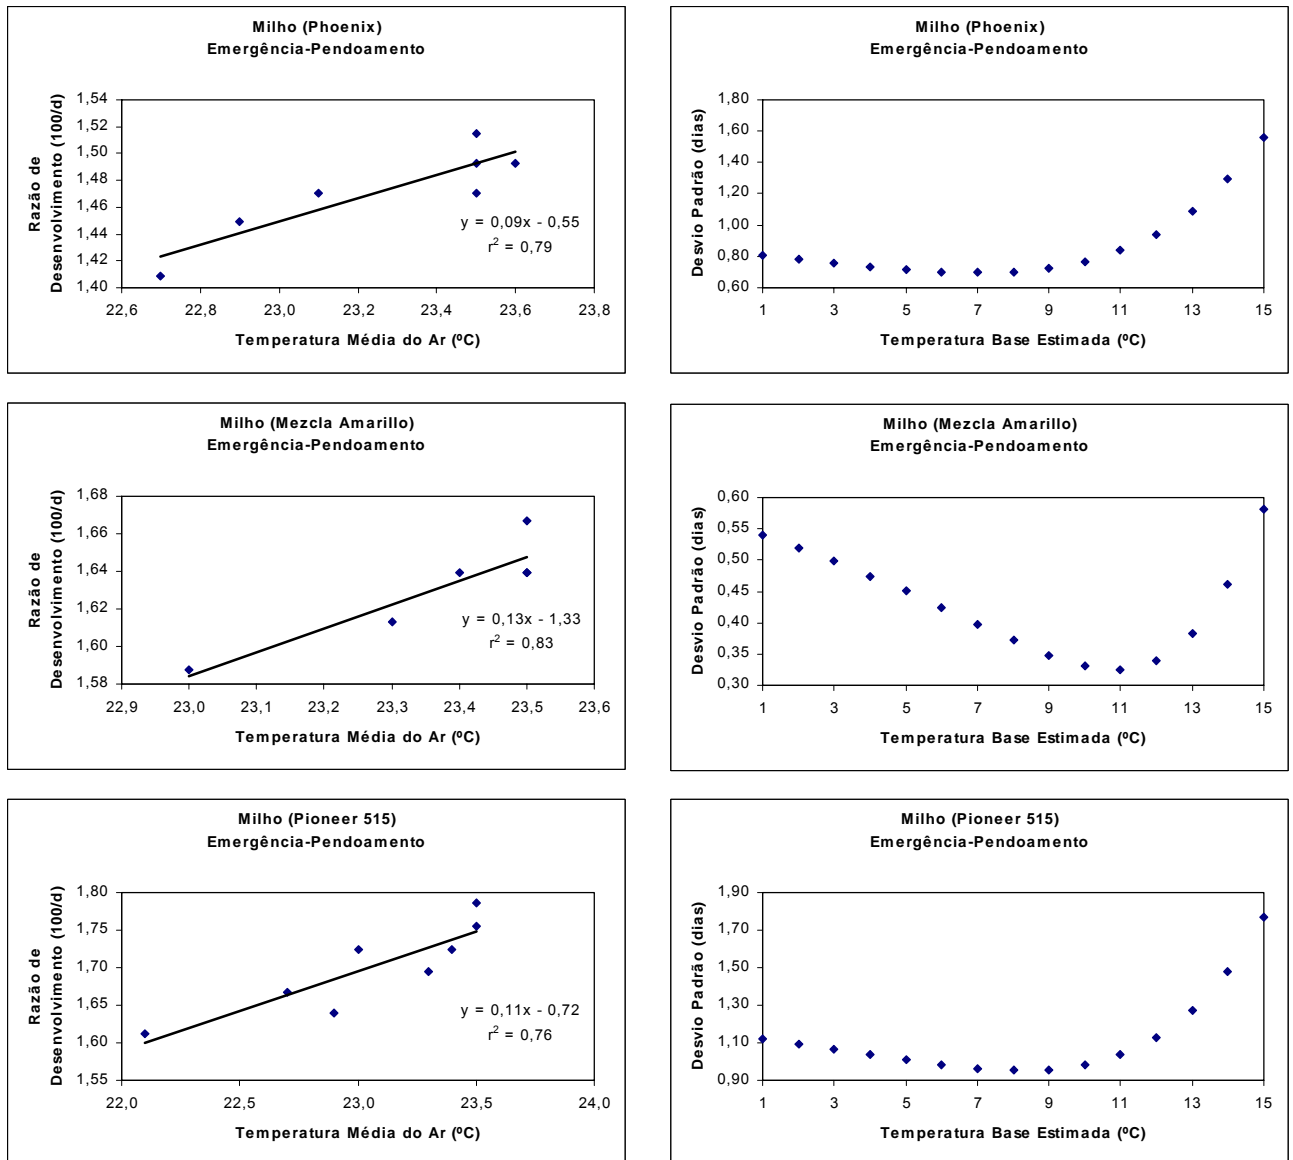 Milho (Phoenix)
Emergência-Pendoamento
Razão de
Desenvolvimento (100/d)
1,54
1,52
1,50
1,48
1,46
1,44
1,42
1,40
y = 0,09x - 0,55
r² = 0,79
22,6 22,8 23,0 23,2 23,4 23,6 23,8
Temperatura Média do Ar (ºC)
Milho (Phoenix)
Emergência-Pendoamento
Desvio Padrão (dias)
1,80
1,60
1,40
1,20
1,00
0,80
0,60
1 3 5 7 9 11 13 15
Temperatura Base Estimada (ºC)
Milho (Mezcla Amarillo)
Emergência-Pendoamento
Razão de
Desenvolvimento (100/d)
1,68
1,66
1,64
1,62
1,60
1,58
y = 0,13x - 1,33
r² = 0,83
22,9 23,0 23,1 23,2 23,3 23,4 23,5 23,6
Temperatura Média do Ar (ºC)
Milho (Mezcla Amarillo)
Emergência-Pendoamento
Desvio Padrão (dias)
0,60
0,55
0,50
0,45
0,40
0,35
0,30
1 3 5 7 9 11 13 15
Temperatura Base Estimada (ºC)
Milho (Pioneer 515)
Emergência-Pendoamento
Razão de
Desenvolvimento (100/d)
1,80
1,75
1,70
1,65
1,60
1,55
y = 0,11x - 0,72
r² = 0,76
22,0 22,5 23,0 23,5 24,0
Temperatura Média do Ar (ºC)
Milho (Pioneer 515)
Emergência-Pendoamento
Desvio Padrão (dias)
1,90
1,70
1,50
1,30
1,10
0,90
1 3 5 7 9 11 13 15
Temperatura Base Estimada (ºC)